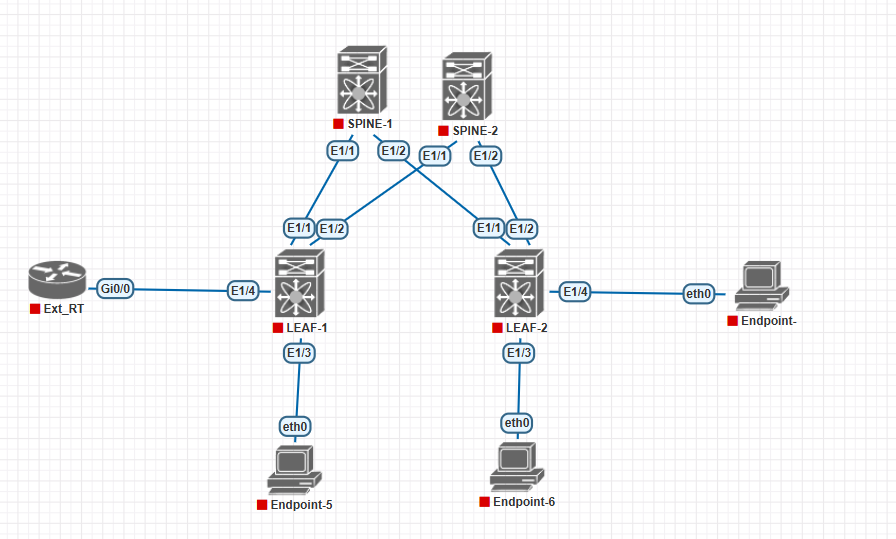 SPINE-1
SPINE-2
E1/1
E1/2
E1/1
E1/2
E1/1
E1/2
E1/1
E1/2
Gi0/0
E1/4
E1/4
eth0
Ext_RT
LEAF-1
LEAF-2
Endpoint-
E1/3
E1/3
eth0
eth0
Endpoint-5
Endpoint-6